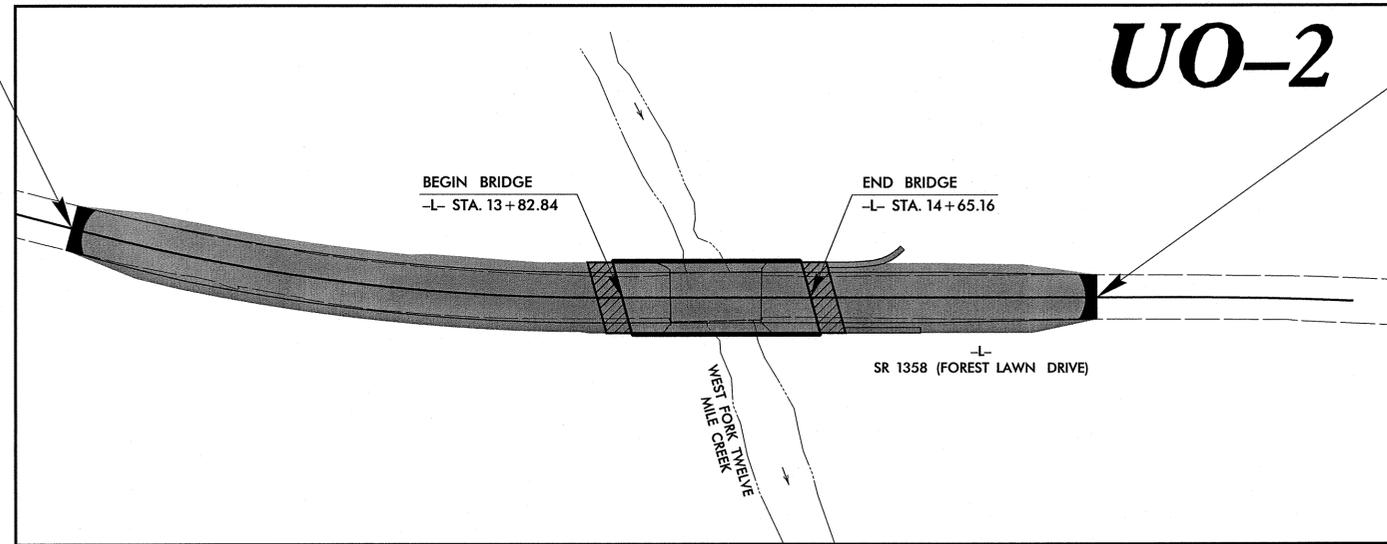 UO–2
BEGIN BRIDGE
–L– STA. 13+82.84
END BRIDGE
–L– STA. 14+65.16
–L–
SR 1358 (FOREST LAWN DRIVE)
WEST FORK TWELVE
MILE CREEK